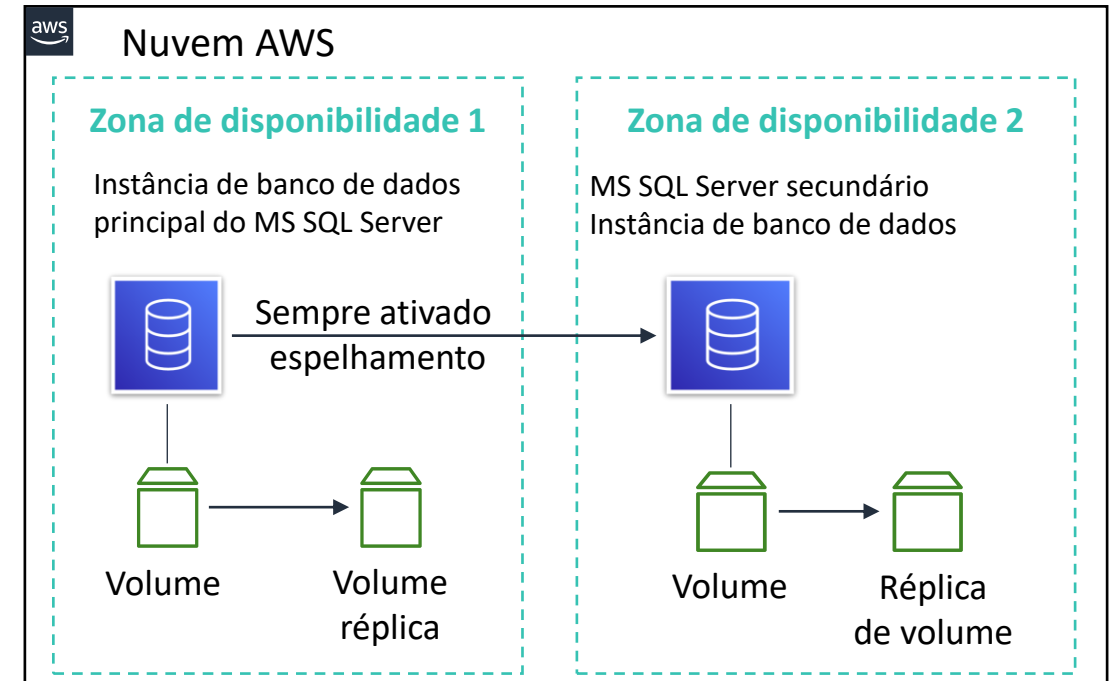 aws
Nuvem AWS
Zona de disponibilidade 1
Instância de banco de dados
principal do MS SQL Server
Sempre ativado
espelhamento
Volume
Volume
réplica
Zona de disponibilidade 2
MS SQL Server secundário
Instância de banco de dados
Volume
Réplica
de volume